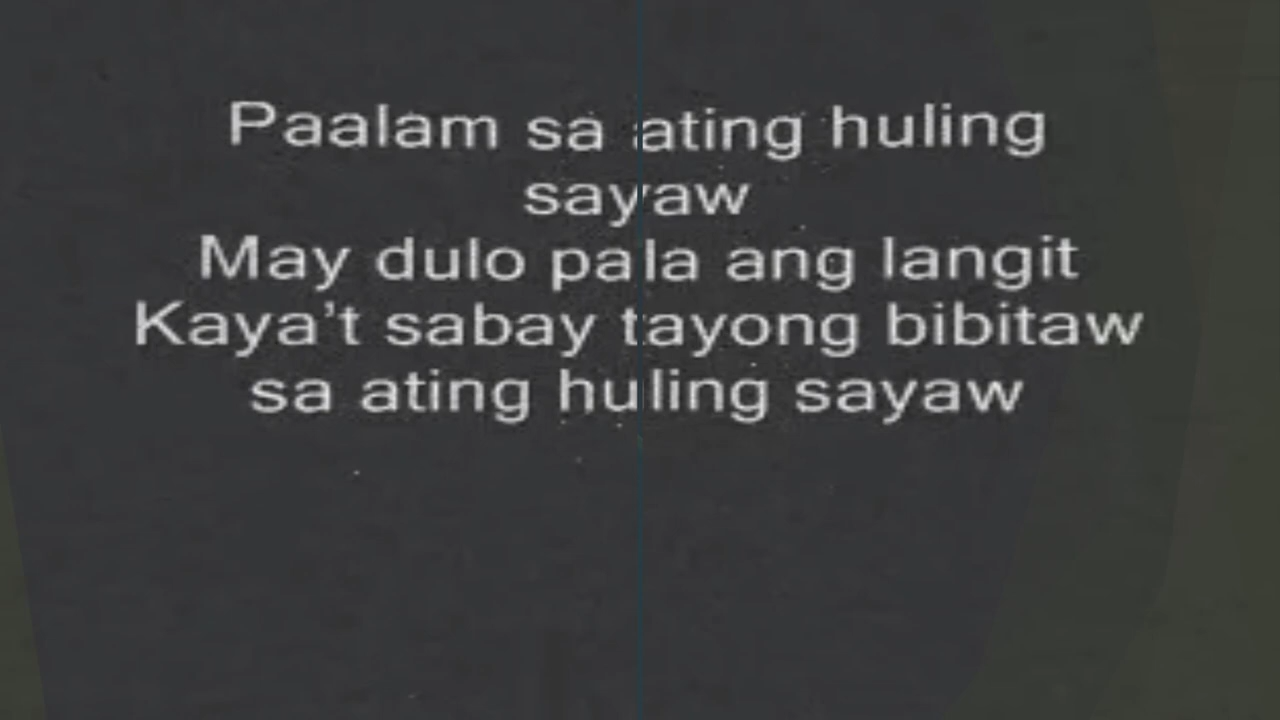 Paalam sa ating huling
sayaw
May dulo pala ang langit
Kaya’t sabay tayong bibitaw
sa ating huling sayaw